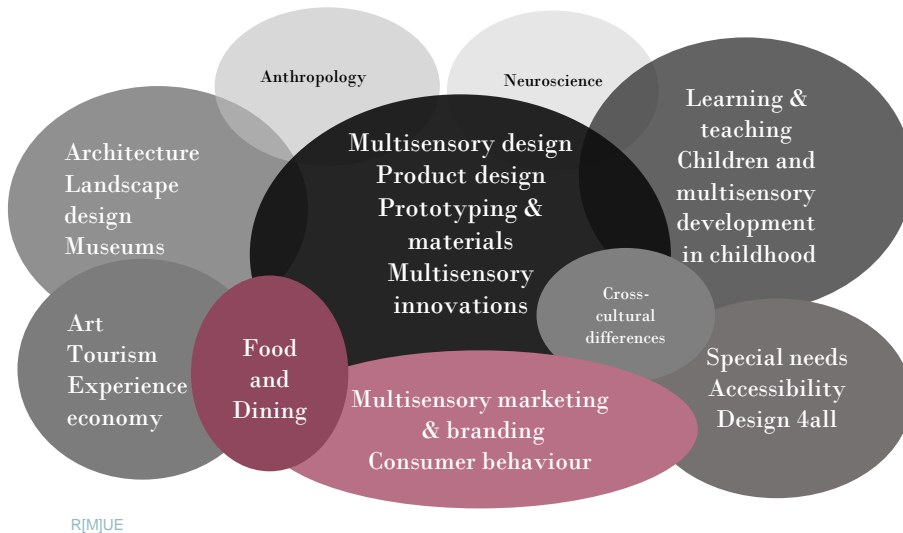 Anthropology
Neuroscience
Architecture
Landscape
design
Museums
Multisensory design
Product design
Prototyping &
materials
Multisensory
innovations
Learning &
teaching
Children and
multisensory
development
in childhood
Art
Tourism
Experience
economy
Food
and
Dining
Cross-
cultural
differences
Multisensory marketing
& branding
Consumer behaviour
Special needs
Accessibility
Design 4all
R[M]UE